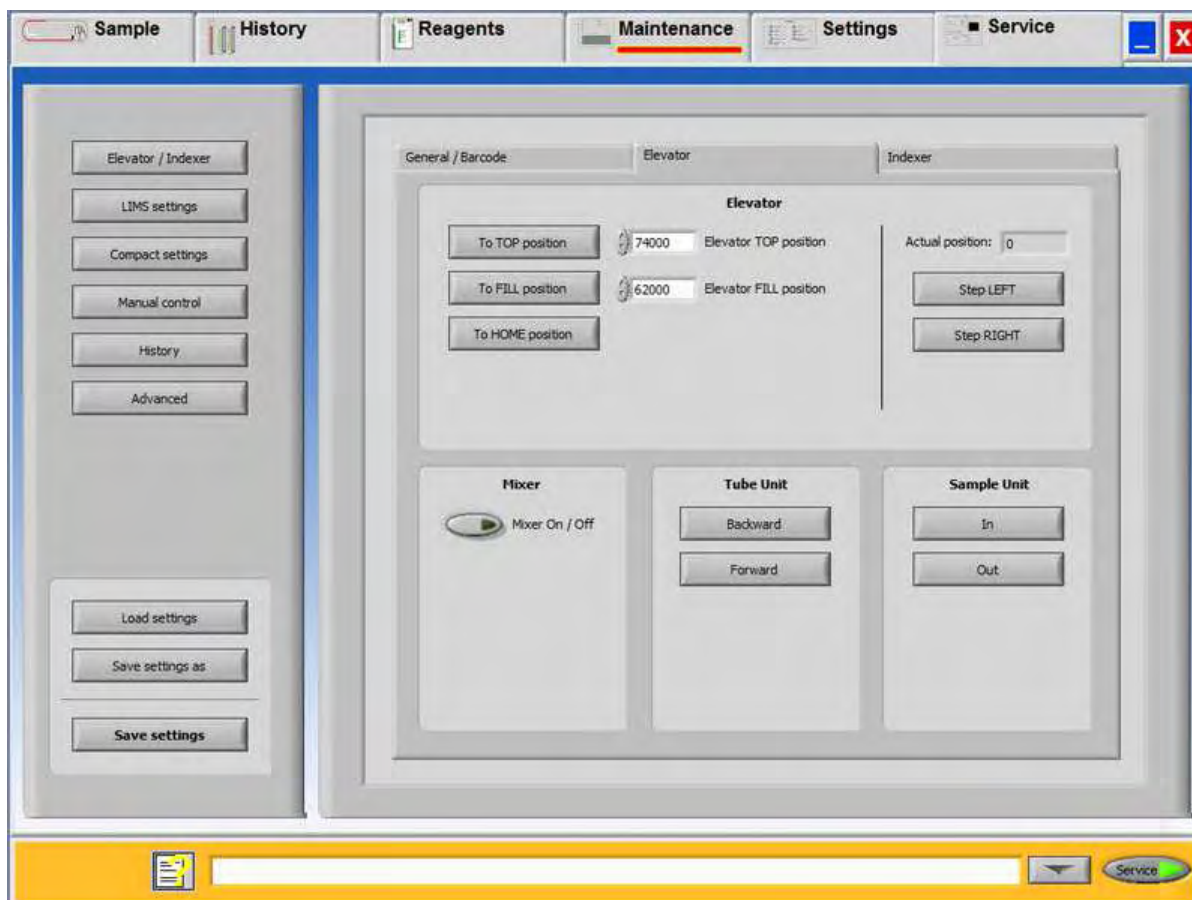 Sample
History
Reagents
Maintenance
Settings
Service
Elevator / Indexer
LIMS settings
Compact settings
Manual control
History
Advanced
Load settings
Save settings as
Save settings
General / Barcode
Elevator
Indexer
Elevator
To TOP position
74000
Elevator TOP position
To FILL position
62000
Elevator FILL position
To HOME position
Actual position:
0
Step LEFT
Step RIGHT
Mixer
Mixer On / Off
Tube Unit
Backward
Forward
Sample Unit
In
Out
Service